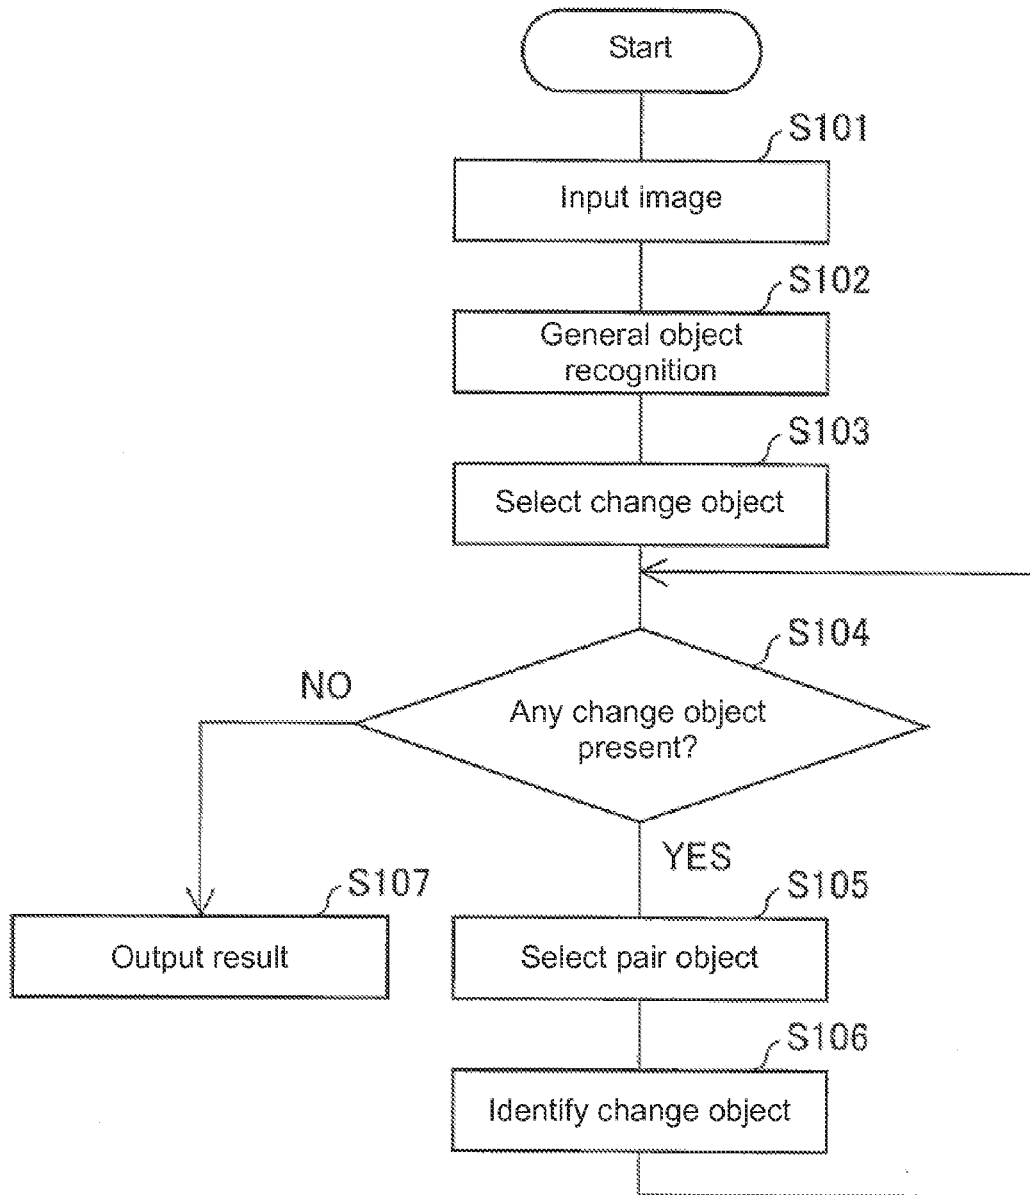 Start
S101
Input image
S102
General object
recognition
S103
Select change object
S104
NO
Any change object
present?
YES
S107
Output result
S105
Select pair object
S106
Identify change object